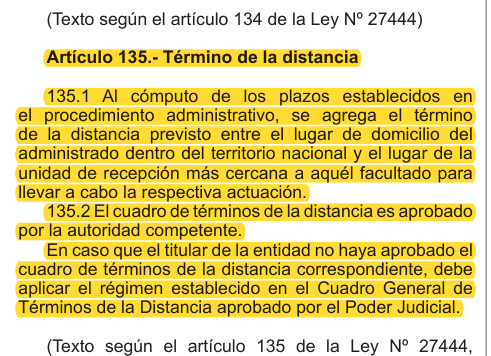 (Texto según el artículo 134 de la Ley Nº 27444)
Artículo 135.- Término de la distancia
135.1 Al cómputo de los plazos establecidos en
el procedimiento administrativo, se agrega el término
de la distancia previsto entre el lugar de domicilio del
administrado dentro del territorio nacional y el lugar de la
unidad de recepción más cercana a aquél facultado para
llevar a cabo la respectiva actuación.
135.2 El cuadro de términos de la distancia es aprobado
por la autoridad competente.
En caso que el titular de la entidad no haya aprobado el
cuadro de términos de la distancia correspondiente, debe
aplicar el régimen establecido en el Cuadro General de
Términos de la Distancia aprobado por el Poder Judicial.
(Texto según el artículo 135 de la Ley Nº 27444,